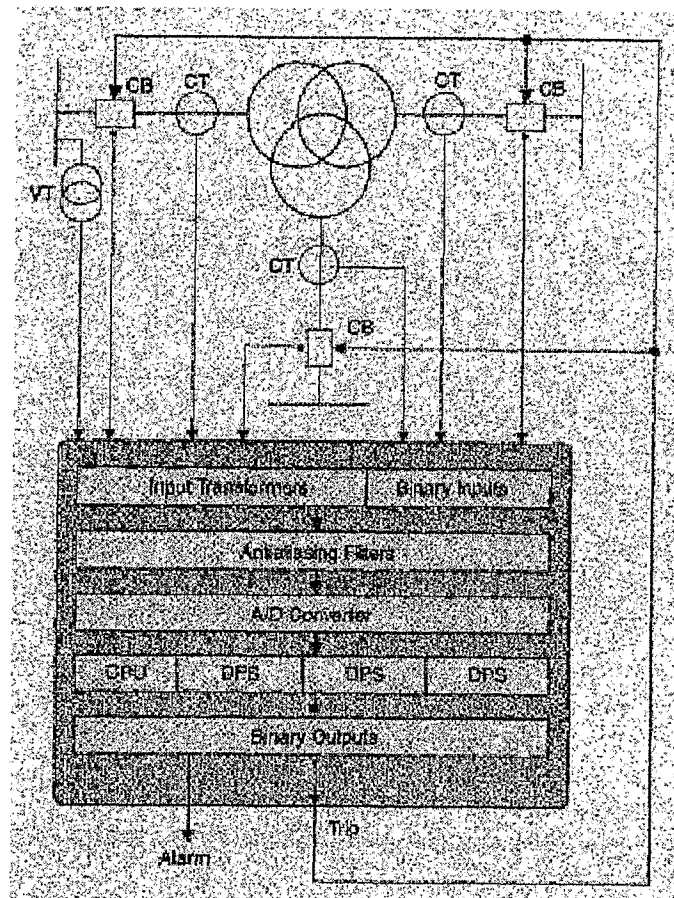 CB
CT
CT
CB
VT
CT
CB
Input Transformers
Binary Inputs
Antialiasing Filters
A/D Converter
CPU
DPS
DPS
DPS
Binary Outputs
Trip
Alarm